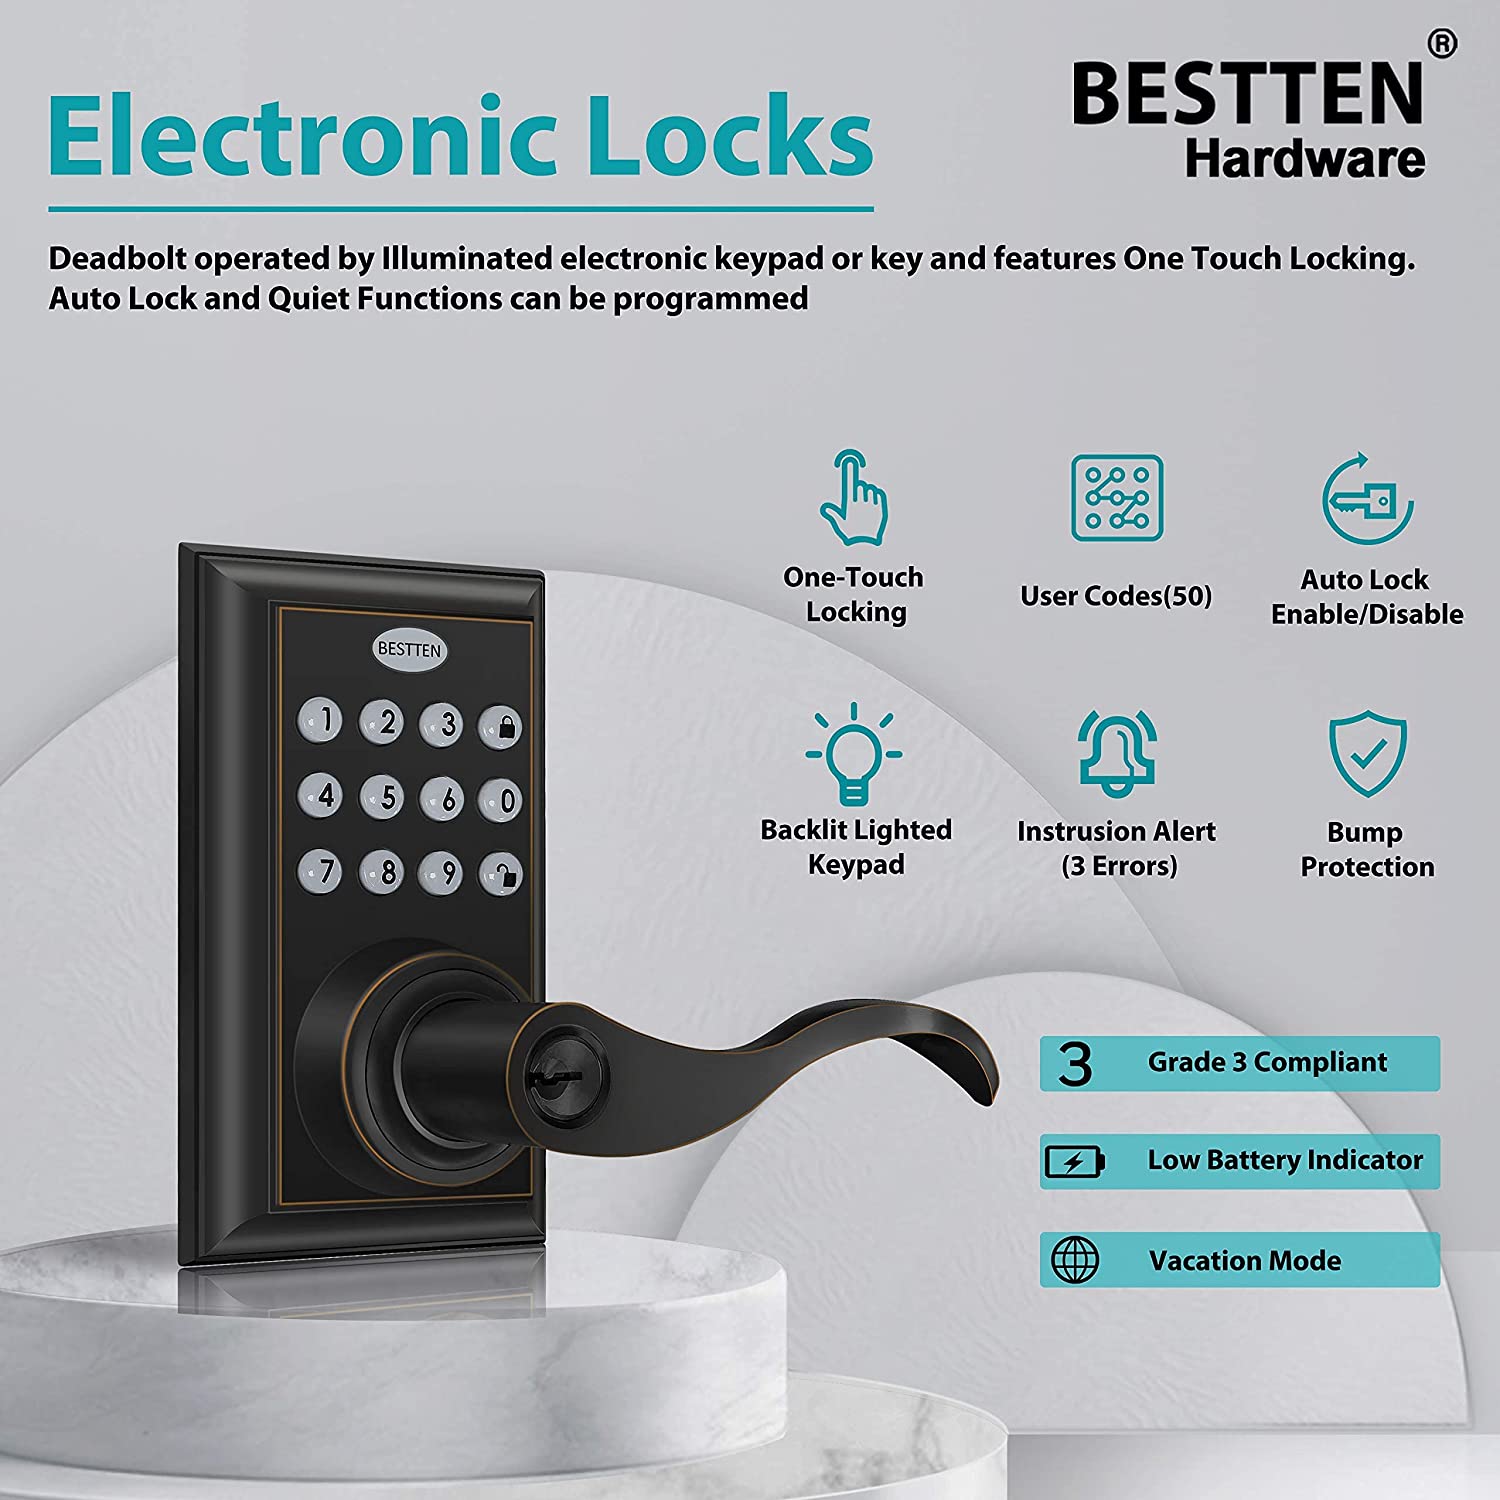 Electronic Locks
BESTTEN®
Hardware
Deadbolt operated by Illuminated electronic keypad or key and features One Touch Locking.
Auto Lock and Quiet Functions can be programmed
One-Touch
Locking
User Codes(50)
Auto Lock
Enable/Disable
Backlit Lighted
Keypad
Instrusion Alert
(3 Errors)
Bump
Protection
BESTTEN
1 2 3
4 5 6 0
7 8 9
3 Grade 3 Compliant
Low Battery Indicator
Vacation Mode